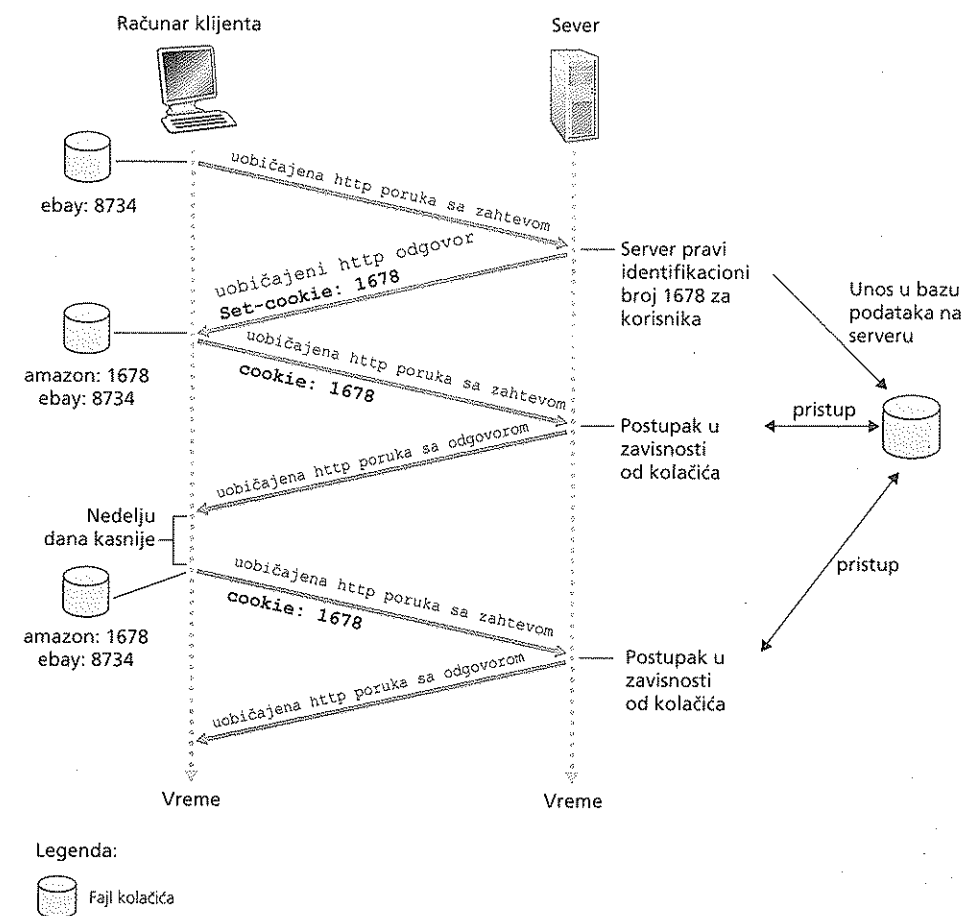 Računar klijenta
Sever
ebay: 8734
uobičajena http poruka sa zahtevom
Server pravi
identifikacioni
broj 1678 za
korisnika
Unos u bazu
podataka na
serveru
uobičajeni http odgovor
Set-cookie: 1678
amazon: 1678
ebay: 8734
uobičajena http poruka sa zahtevom
cookie: 1678
pristup
Postupak u
zavisnosti
od kolačića
uobičajena http poruka sa odgovorom
Nedelju
dana kasnije
uobičajena http poruka sa zahtevom
cookie: 1678
pristup
amazon: 1678
ebay: 8734
Postupak u
zavisnosti
od kolačića
uobičajena http poruka sa odgovorom
Vreme
Vreme
Legenda:
Fajl kolačića